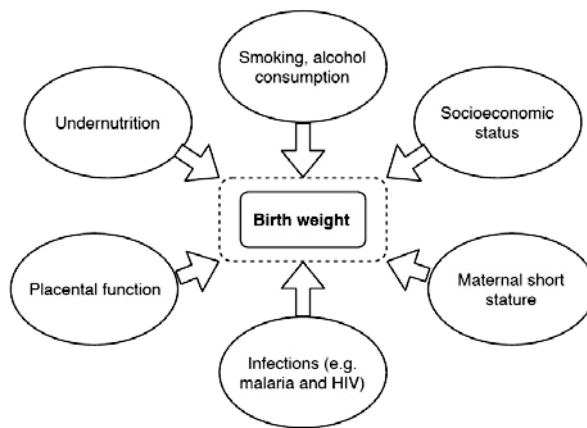 Smoking, alcohol
consumption
Undernutrition
Socioeconomic
status
Birth weight
Placental function
Maternal short
stature
Infections (e.g.
malaria and HIV)